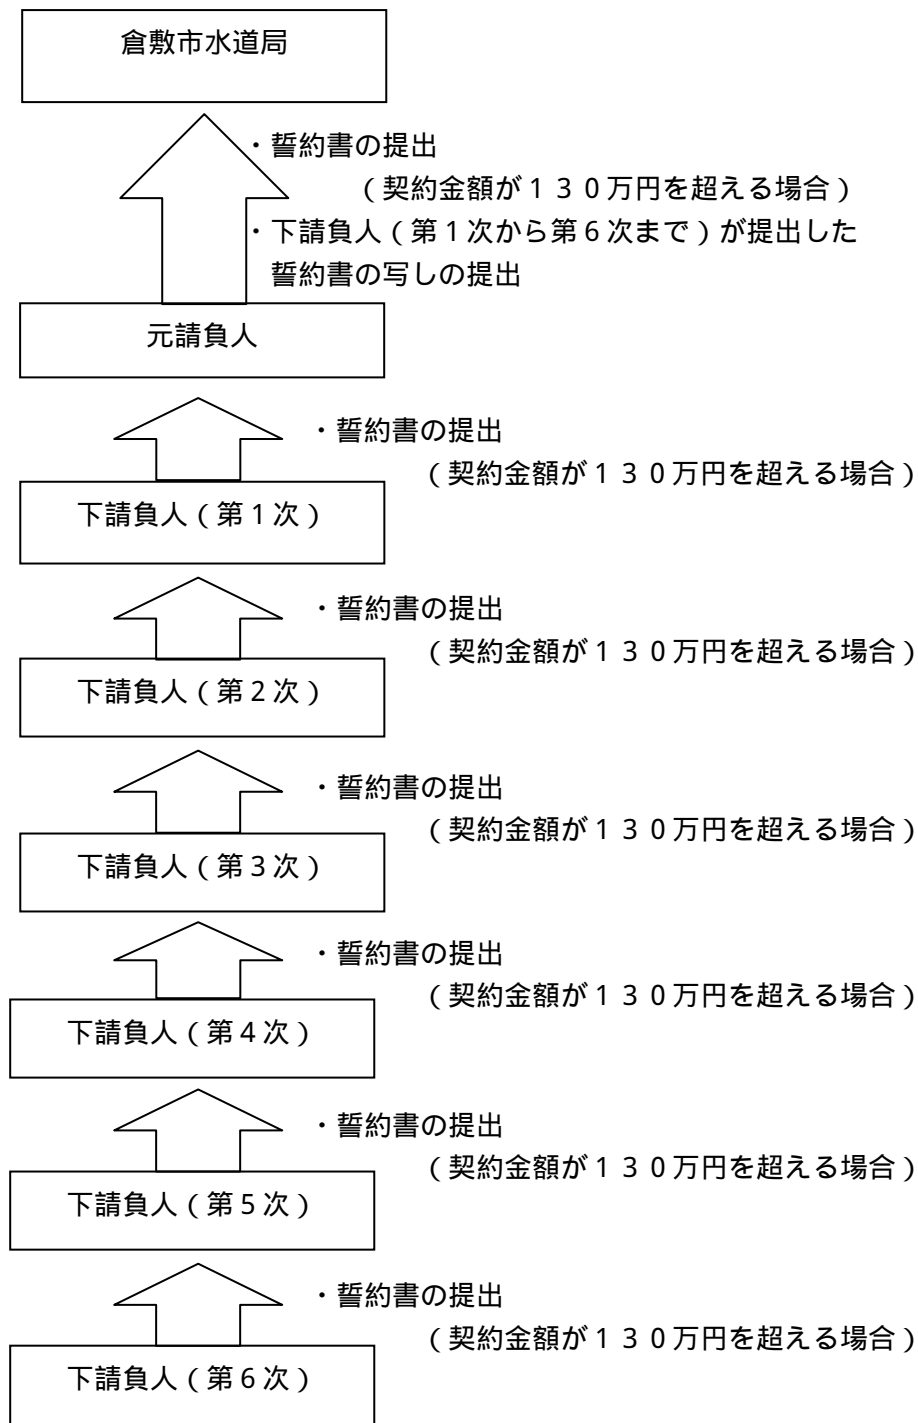 倉敷市水道局
・誓約書の提出
（契約金額が１３０万円を超える場合）
・下請負人（第１次から第６次まで）が提出した
誓約書の写しの提出
元請負人
・誓約書の提出
（契約金額が１３０万円を超える場合）
下請負人（第１次）
・誓約書の提出
（契約金額が１３０万円を超える場合）
下請負人（第２次）
・誓約書の提出
（契約金額が１３０万円を超える場合）
下請負人（第３次）
・誓約書の提出
（契約金額が１３０万円を超える場合）
下請負人（第４次）
・誓約書の提出
（契約金額が１３０万円を超える場合）
下請負人（第５次）
・誓約書の提出
（契約金額が１３０万円を超える場合）
下請負人（第６次）